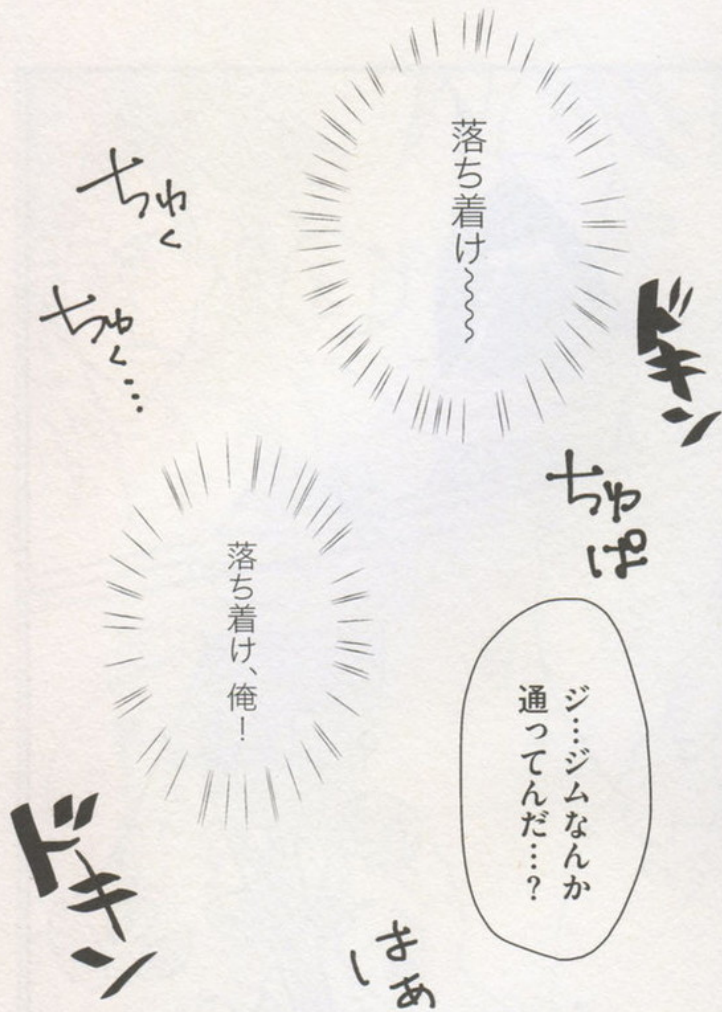 落ち着け〜〜〜
ドキン
ちゅく
ちゅく…
ちゅ
ぱ
ジ…ジムなんか
通ってんだ…?
落ち着け、俺!
ドキン
はぁ